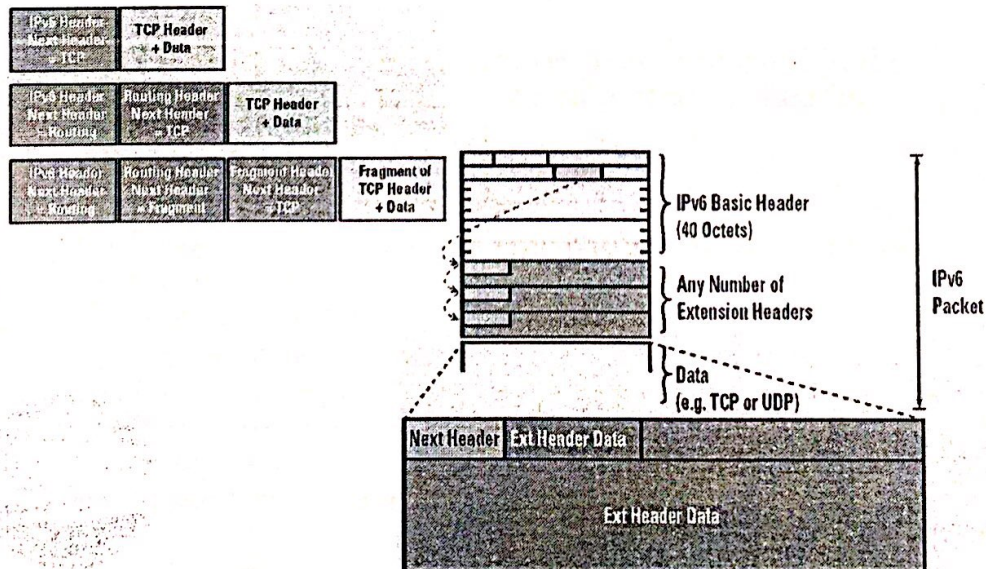 IPv6 Header
Next Header
= TCP
TCP Header
+ Data
IPv6 Header
Next Header
= Routing
Routing Header
Next Header
= TCP
TCP Header
+ Data
IPv6 Header
Next Header
= Routing
Routing Header
Next Header
= Fragment
Fragment Header
Next Header
= TCP
Fragment of
TCP Header
+ Data
IPv6 Basic Header
(40 Octets)
Any Number of
Extension Headers
IPv6
Packet
Data
(e.g. TCP or UDP)
Next Header
Ext Header Data
Ext Header Data